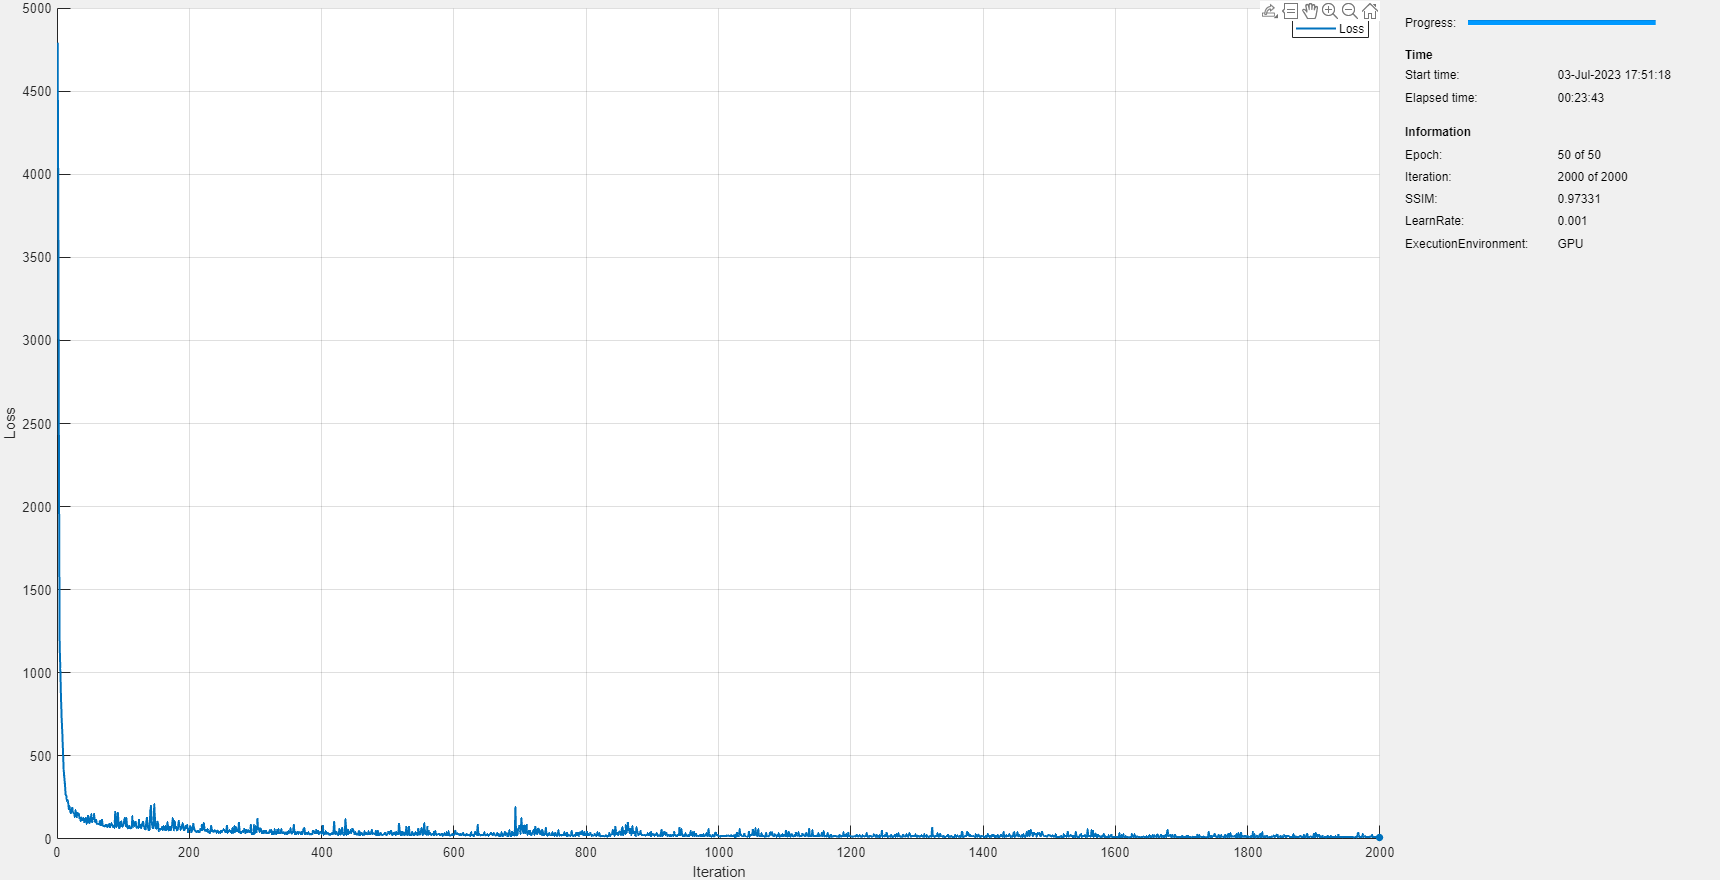 5000
4500
4000
3500
3000
2500
2000
1500
1000
500
0
Loss
0 200 400 600 800 1000 1200 1400 1600 1800 2000
Iteration
Loss
Progress:
Time
Start time: 03-Jul-2023 17:51:18
Elapsed time: 00:23:43
Information
Epoch: 50 of 50
Iteration: 2000 of 2000
SSIM: 0.97331
LearnRate: 0.001
ExecutionEnvironment: GPU